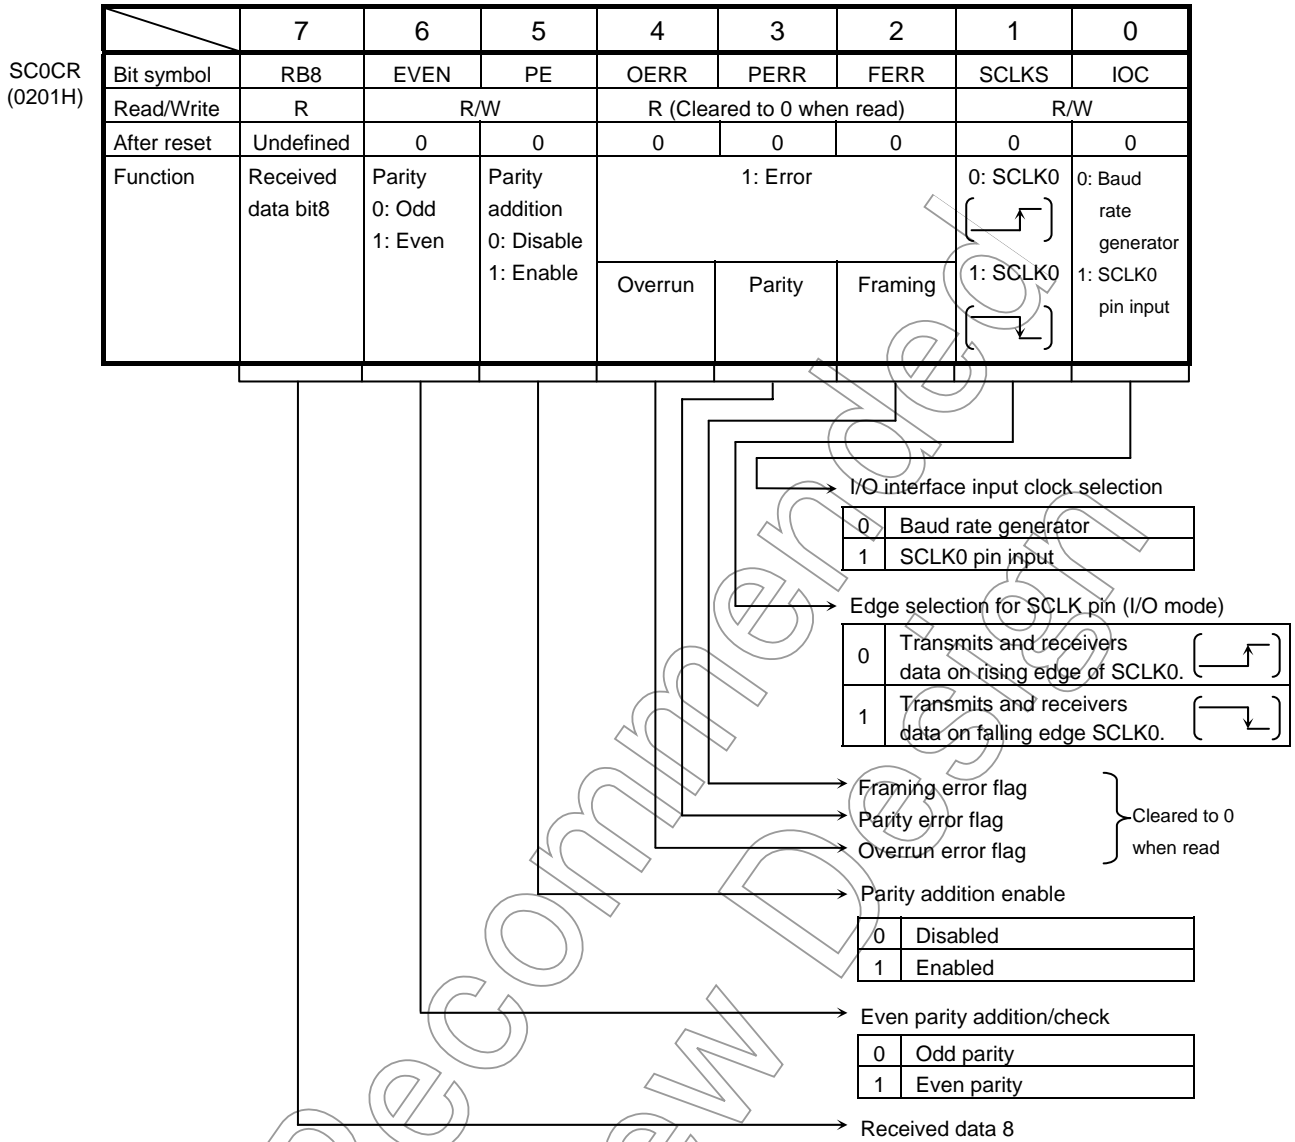 7 6 5 4 3 2 1 0
SC0CR
(0201H)
Bit symbol RB8 EVEN PE OERR PERR FERR SCLKS IOC
Read/Write R R/W R (Cleared to 0 when read) R/W
After reset Undefined 0 0 0 0 0 0 0
Function
Received
data bit8
Parity
0: Odd
1: Even
Parity
addition
0: Disable
1: Enable
1: Error
Overrun
Parity
Framing
0: SCLK0
1: SCLK0
0: Baud
rate
generator
1: SCLK0
pin input
I/O interface input clock selection
0 Baud rate generator
1 SCLK0 pin input
Edge selection for SCLK pin (I/O mode)
0 Transmits and receivers
data on rising edge of SCLK0.
1 Transmits and receivers
data on falling edge SCLK0.
Framing error flag
Parity error flag
Overrun error flag
Cleared to 0
when read
Parity addition enable
0 Disabled
1 Enabled
Even parity addition/check
0 Odd parity
1 Even parity
Received data 8
Recommended
ew Design